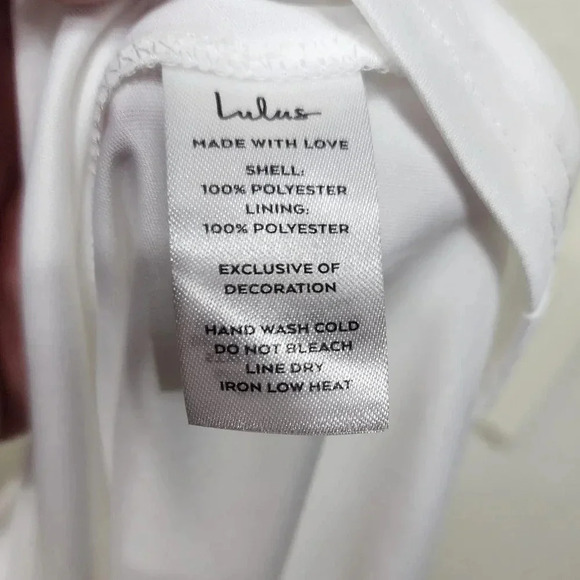 Lulus
MADE WITH LOVE
SHELL:
100% POLYESTER
LINING:
100% POLYESTER
EXCLUSIVE OF
DECORATION
HAND WASH COLD
DO NOT BLEACH
LINE DRY
IRON LOW HEAT